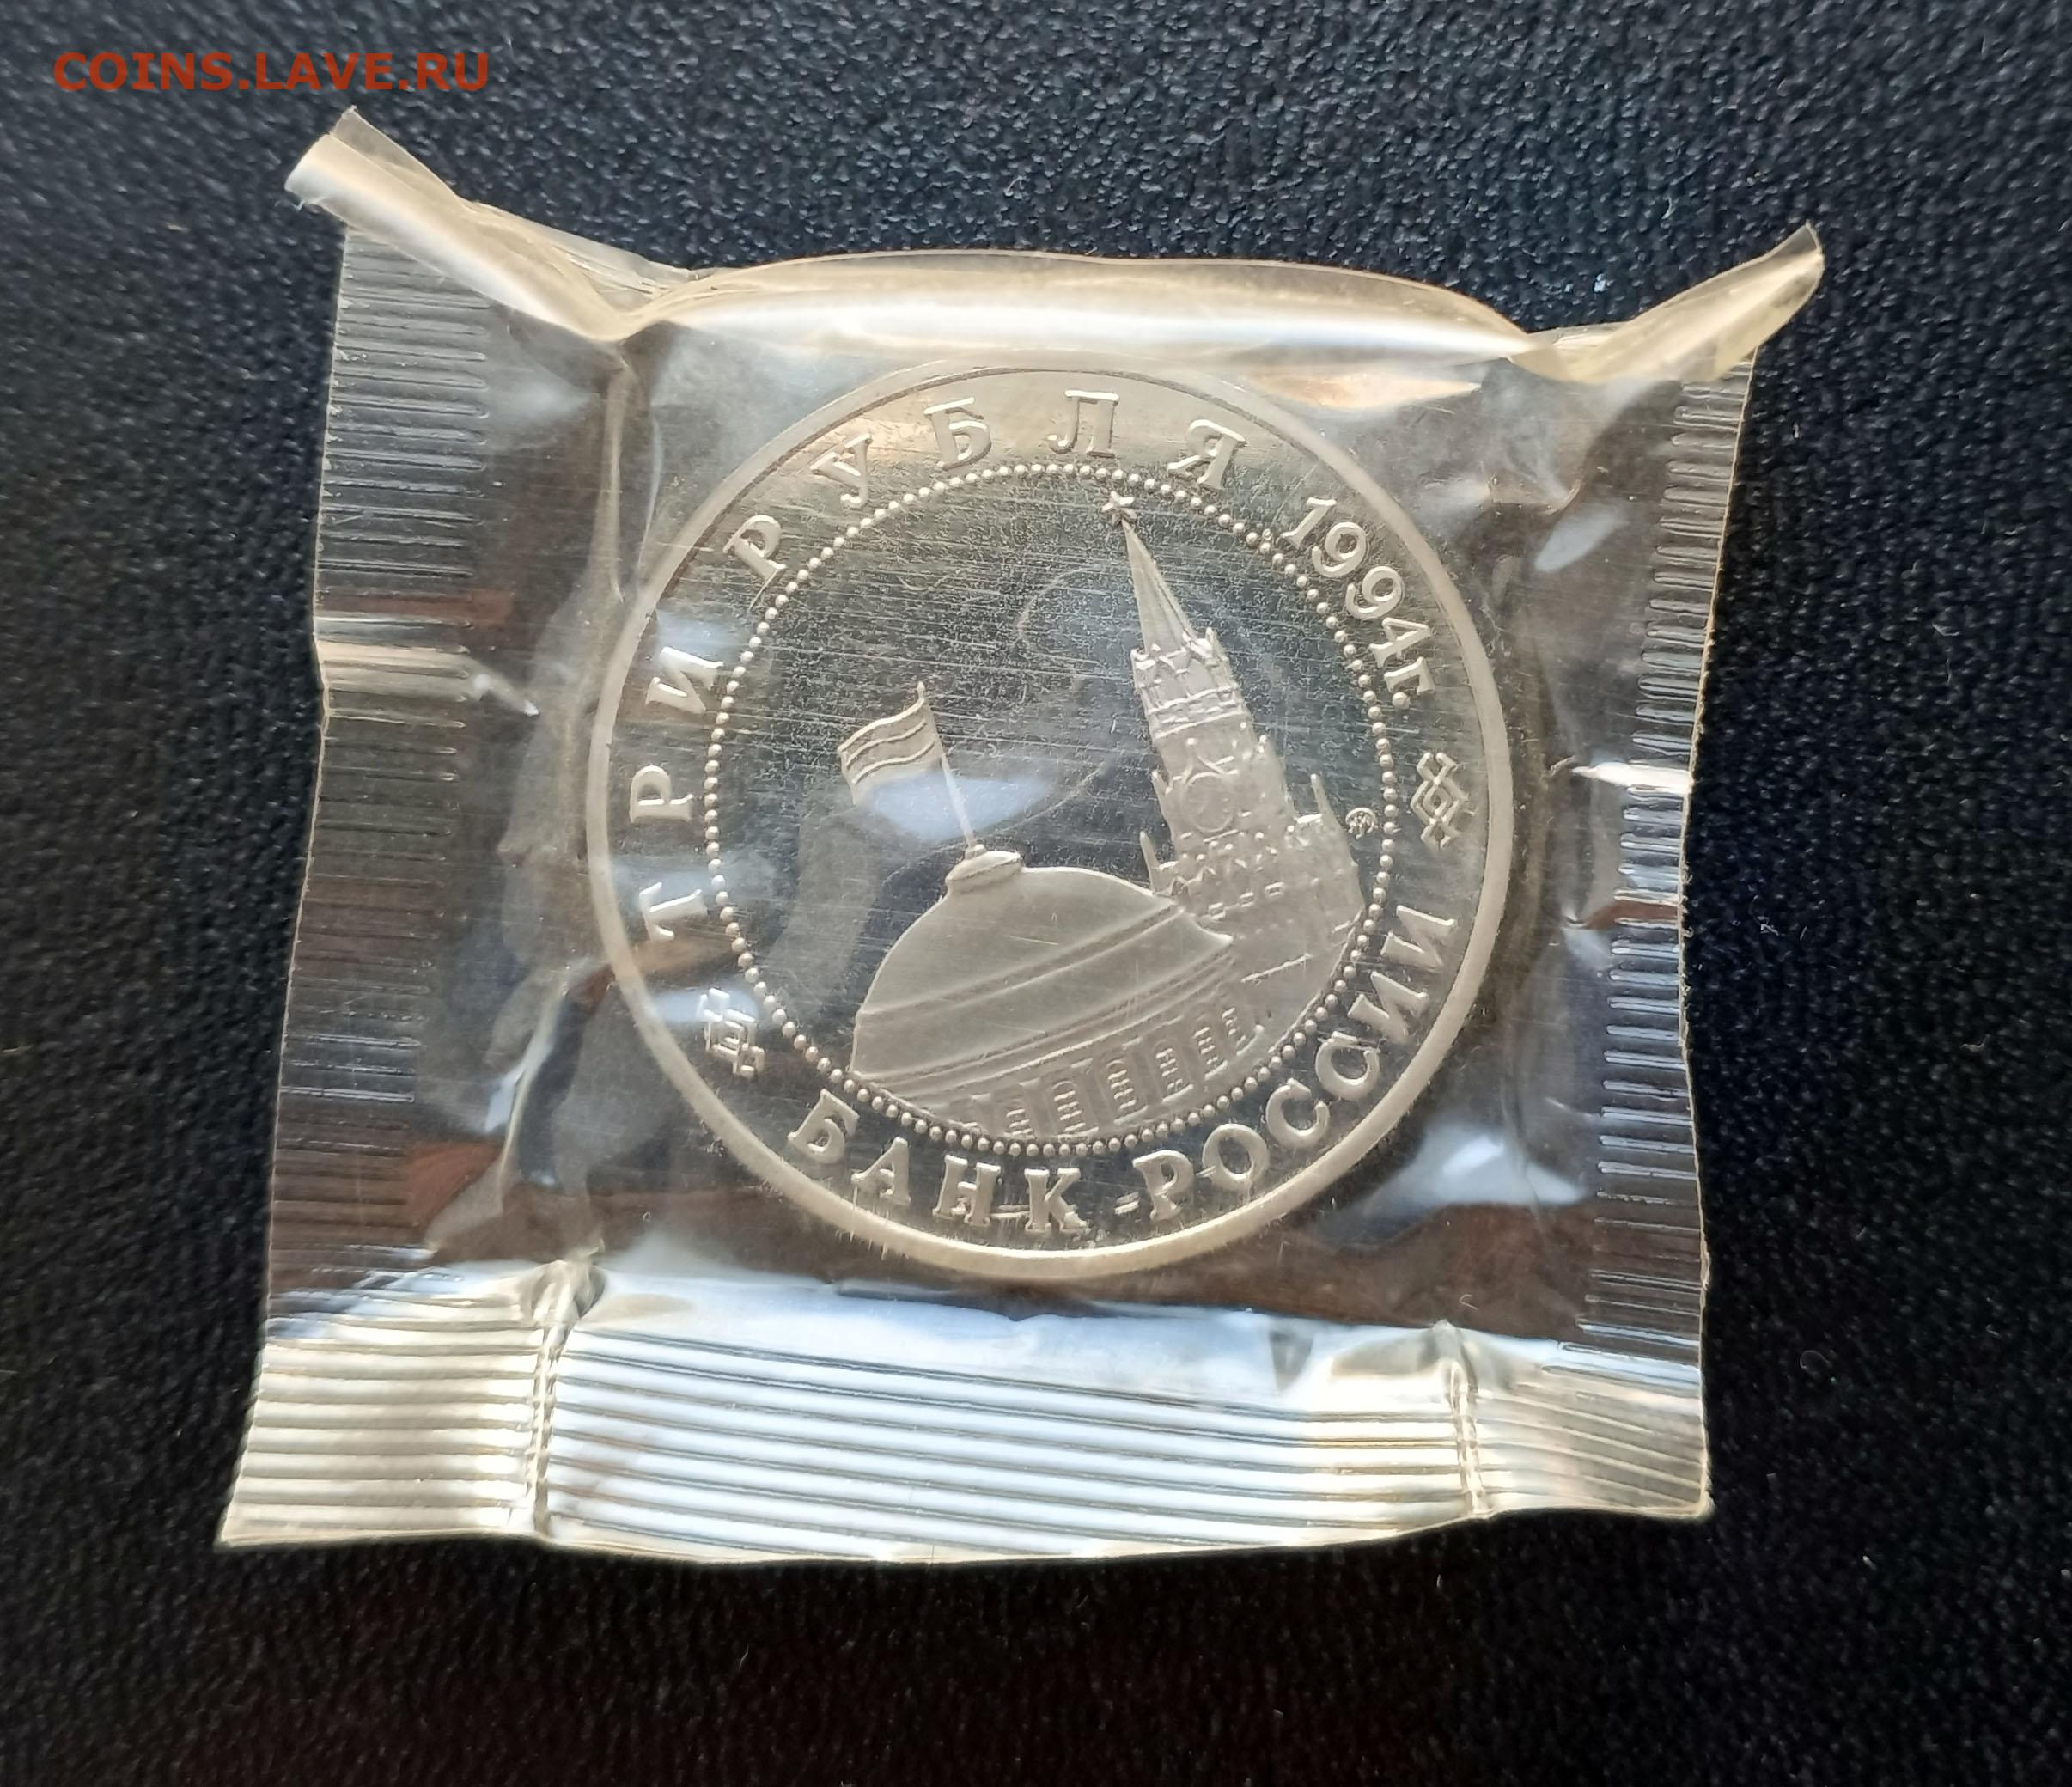 COINS.LAVE.RU
ТРИ РУБЛЯ 1994г.
БАНК РОССИИ